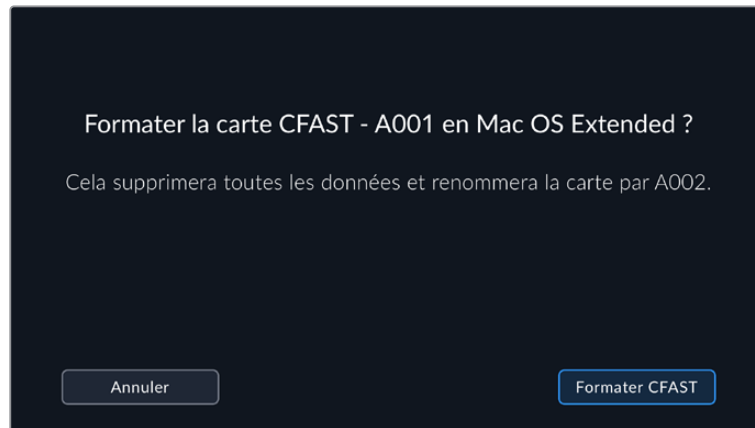 Formater la carte CFAST - A001 en Mac OS Extended ?
Cela supprimera toutes les données et renommera la carte par A002.
Annuler
Formater CFAST